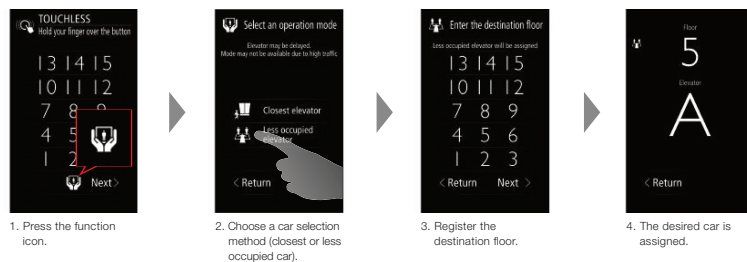 TOUCHLESS
Hold your finger over the button
13 14 15
10 11 12
7 8 9
4 5
1 2
Next >
1. Press the function
icon.
Select an operation mode
Elevator may be delayed.
Mode may not be available due to high traffic
Closest elevator
Less occupied
elevator
< Return
2. Choose a car selection
method (closest or less
occupied car).
Enter the destination floor
Less occupied elevator will be assigned
13 14 15
10 11 12
7 8 9
4 5 6
1 2 3
< Return Next >
3. Register the
destination floor.
Floor
5
Elevator
A
< Return
4. The desired car is
assigned.